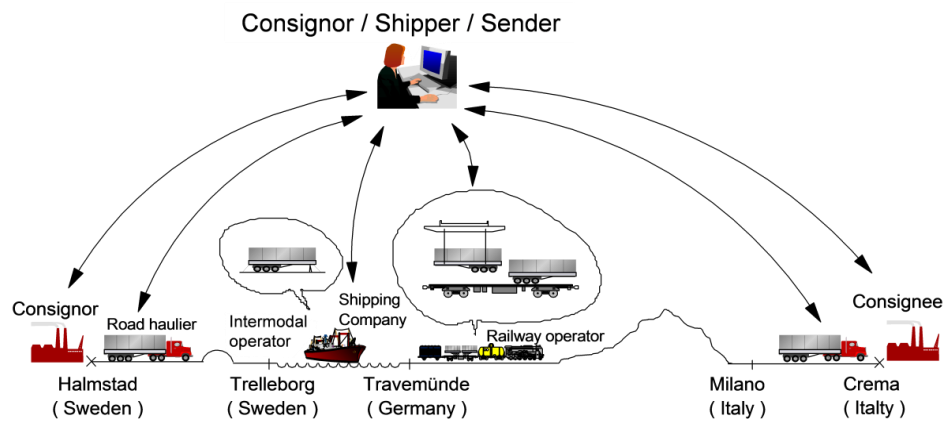 Consignor / Shipper / Sender
Consignor
Road haulier
Intermodal
operator
Shipping
Company
Railway operator
Consignee
Halmstad
( Sweden )
Trelleborg
( Sweden )
Travemünde
( Germany )
Milano
( Italy )
Crema
( Italty )